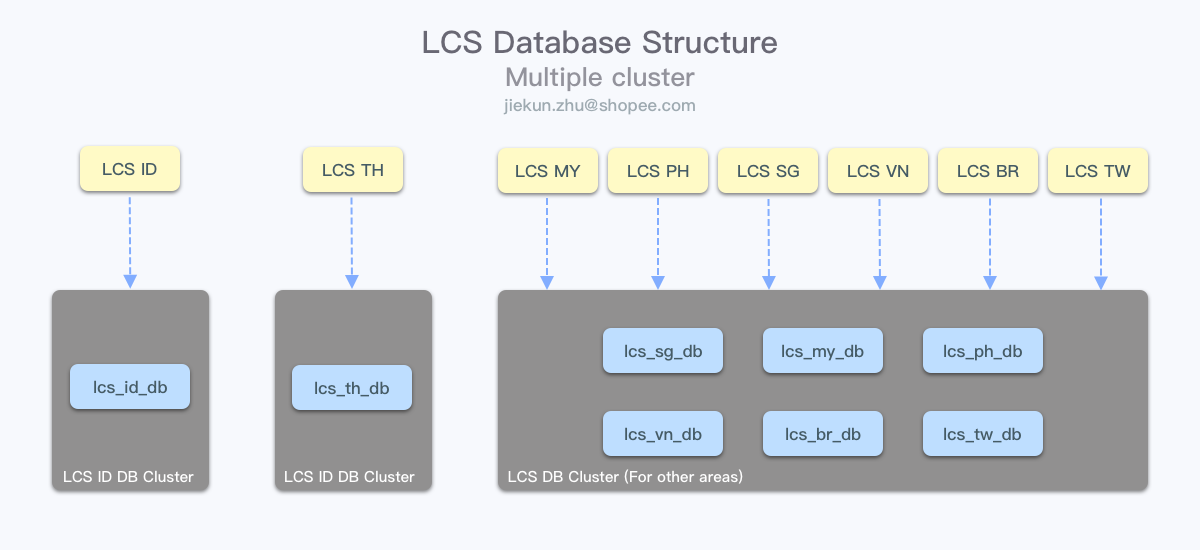 LCS Database Structure
Multiple cluster
jiekun.zhu@shopee.com
LCS ID
LCS TH
LCS MY
LCS PH
LCS SG
LCS VN
LCS BR
LCS TW
lcs_id_db
LCS ID DB Cluster
lcs_th_db
LCS ID DB Cluster
lcs_sg_db
lcs_my_db
lcs_ph_db
lcs_vn_db
lcs_br_db
lcs_tw_db
LCS DB Cluster (For other areas)